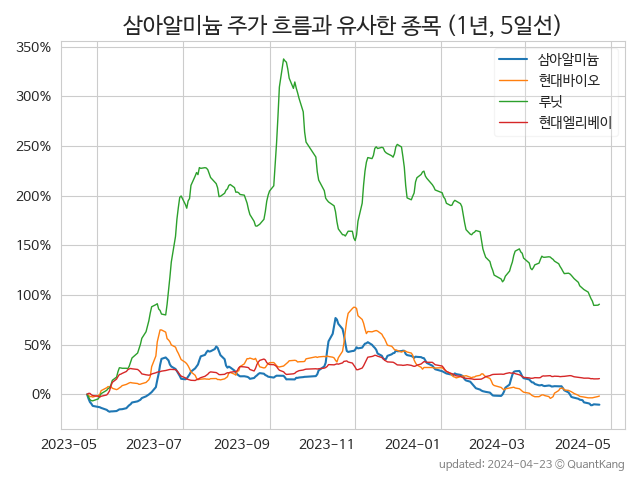 삼아알미늄 주가 흐름과 유사한 종목 (1년, 5일선)
350%
300%
250%
200%
150%
100%
50%
0%
삼아알미늄
현대바이오
루닛
현대엘리베이
2023-05
2023-07
2023-09
2023-11
2024-01
2024-03
2024-05
updated: 2024-04-23 © QuantKang